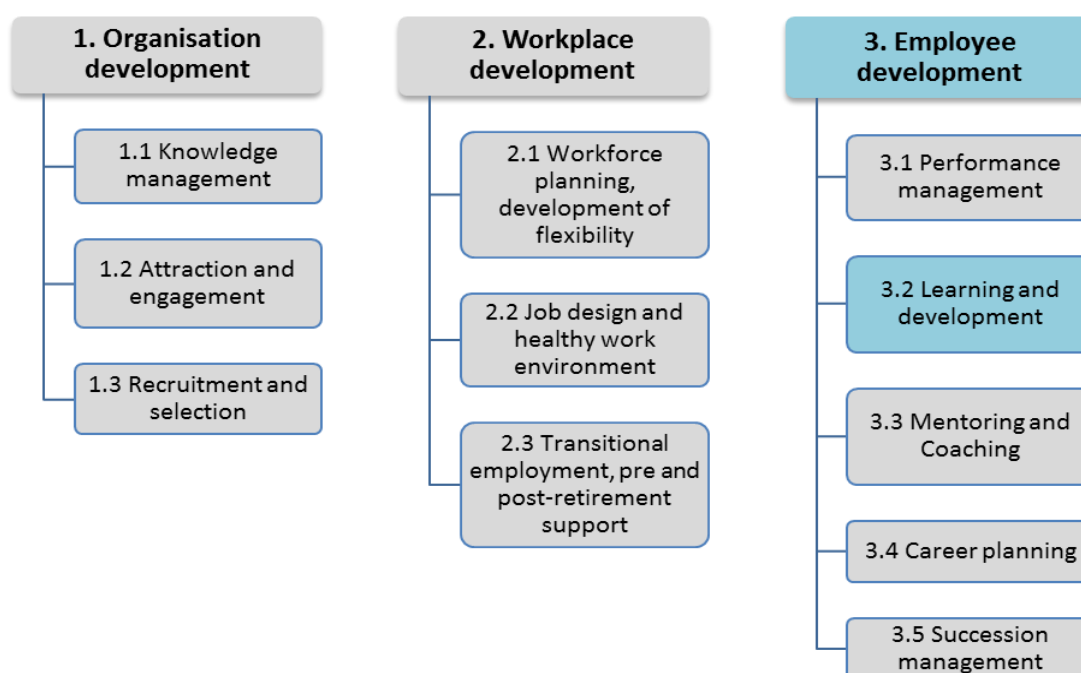 1. Organisation
development
1.1 Knowledge
management
1.2 Attraction and
engagement
1.3 Recruitment and
selection
2. Workplace
development
2.1 Workforce
planning,
development of
flexibility
2.2 Job design and
healthy work
environment
2.3 Transitional
employment, pre and
post-retirement
support
3. Employee
development
3.1 Performance
management
3.2 Learning and
development
3.3 Mentoring and
Coaching
3.4 Career planning
3.5 Succession
management